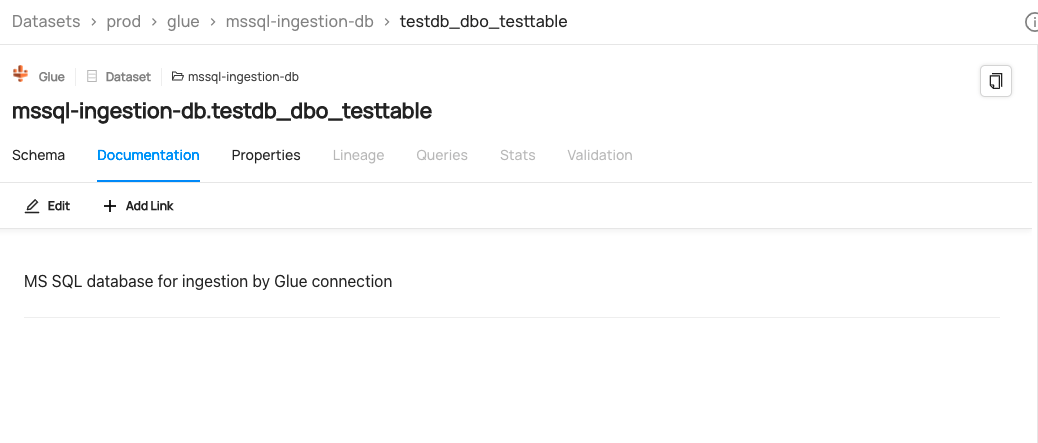 Datasets > prod > glue > mssql-ingestion-db > testdb_dbo_testtable
Glue Dataset mssql-ingestion-db
mssql-ingestion-db.testdb_dbo_testtable
Schema Documentation Properties Lineage Queries Stats Validation
Edit Add Link
MS SQL database for ingestion by Glue connection